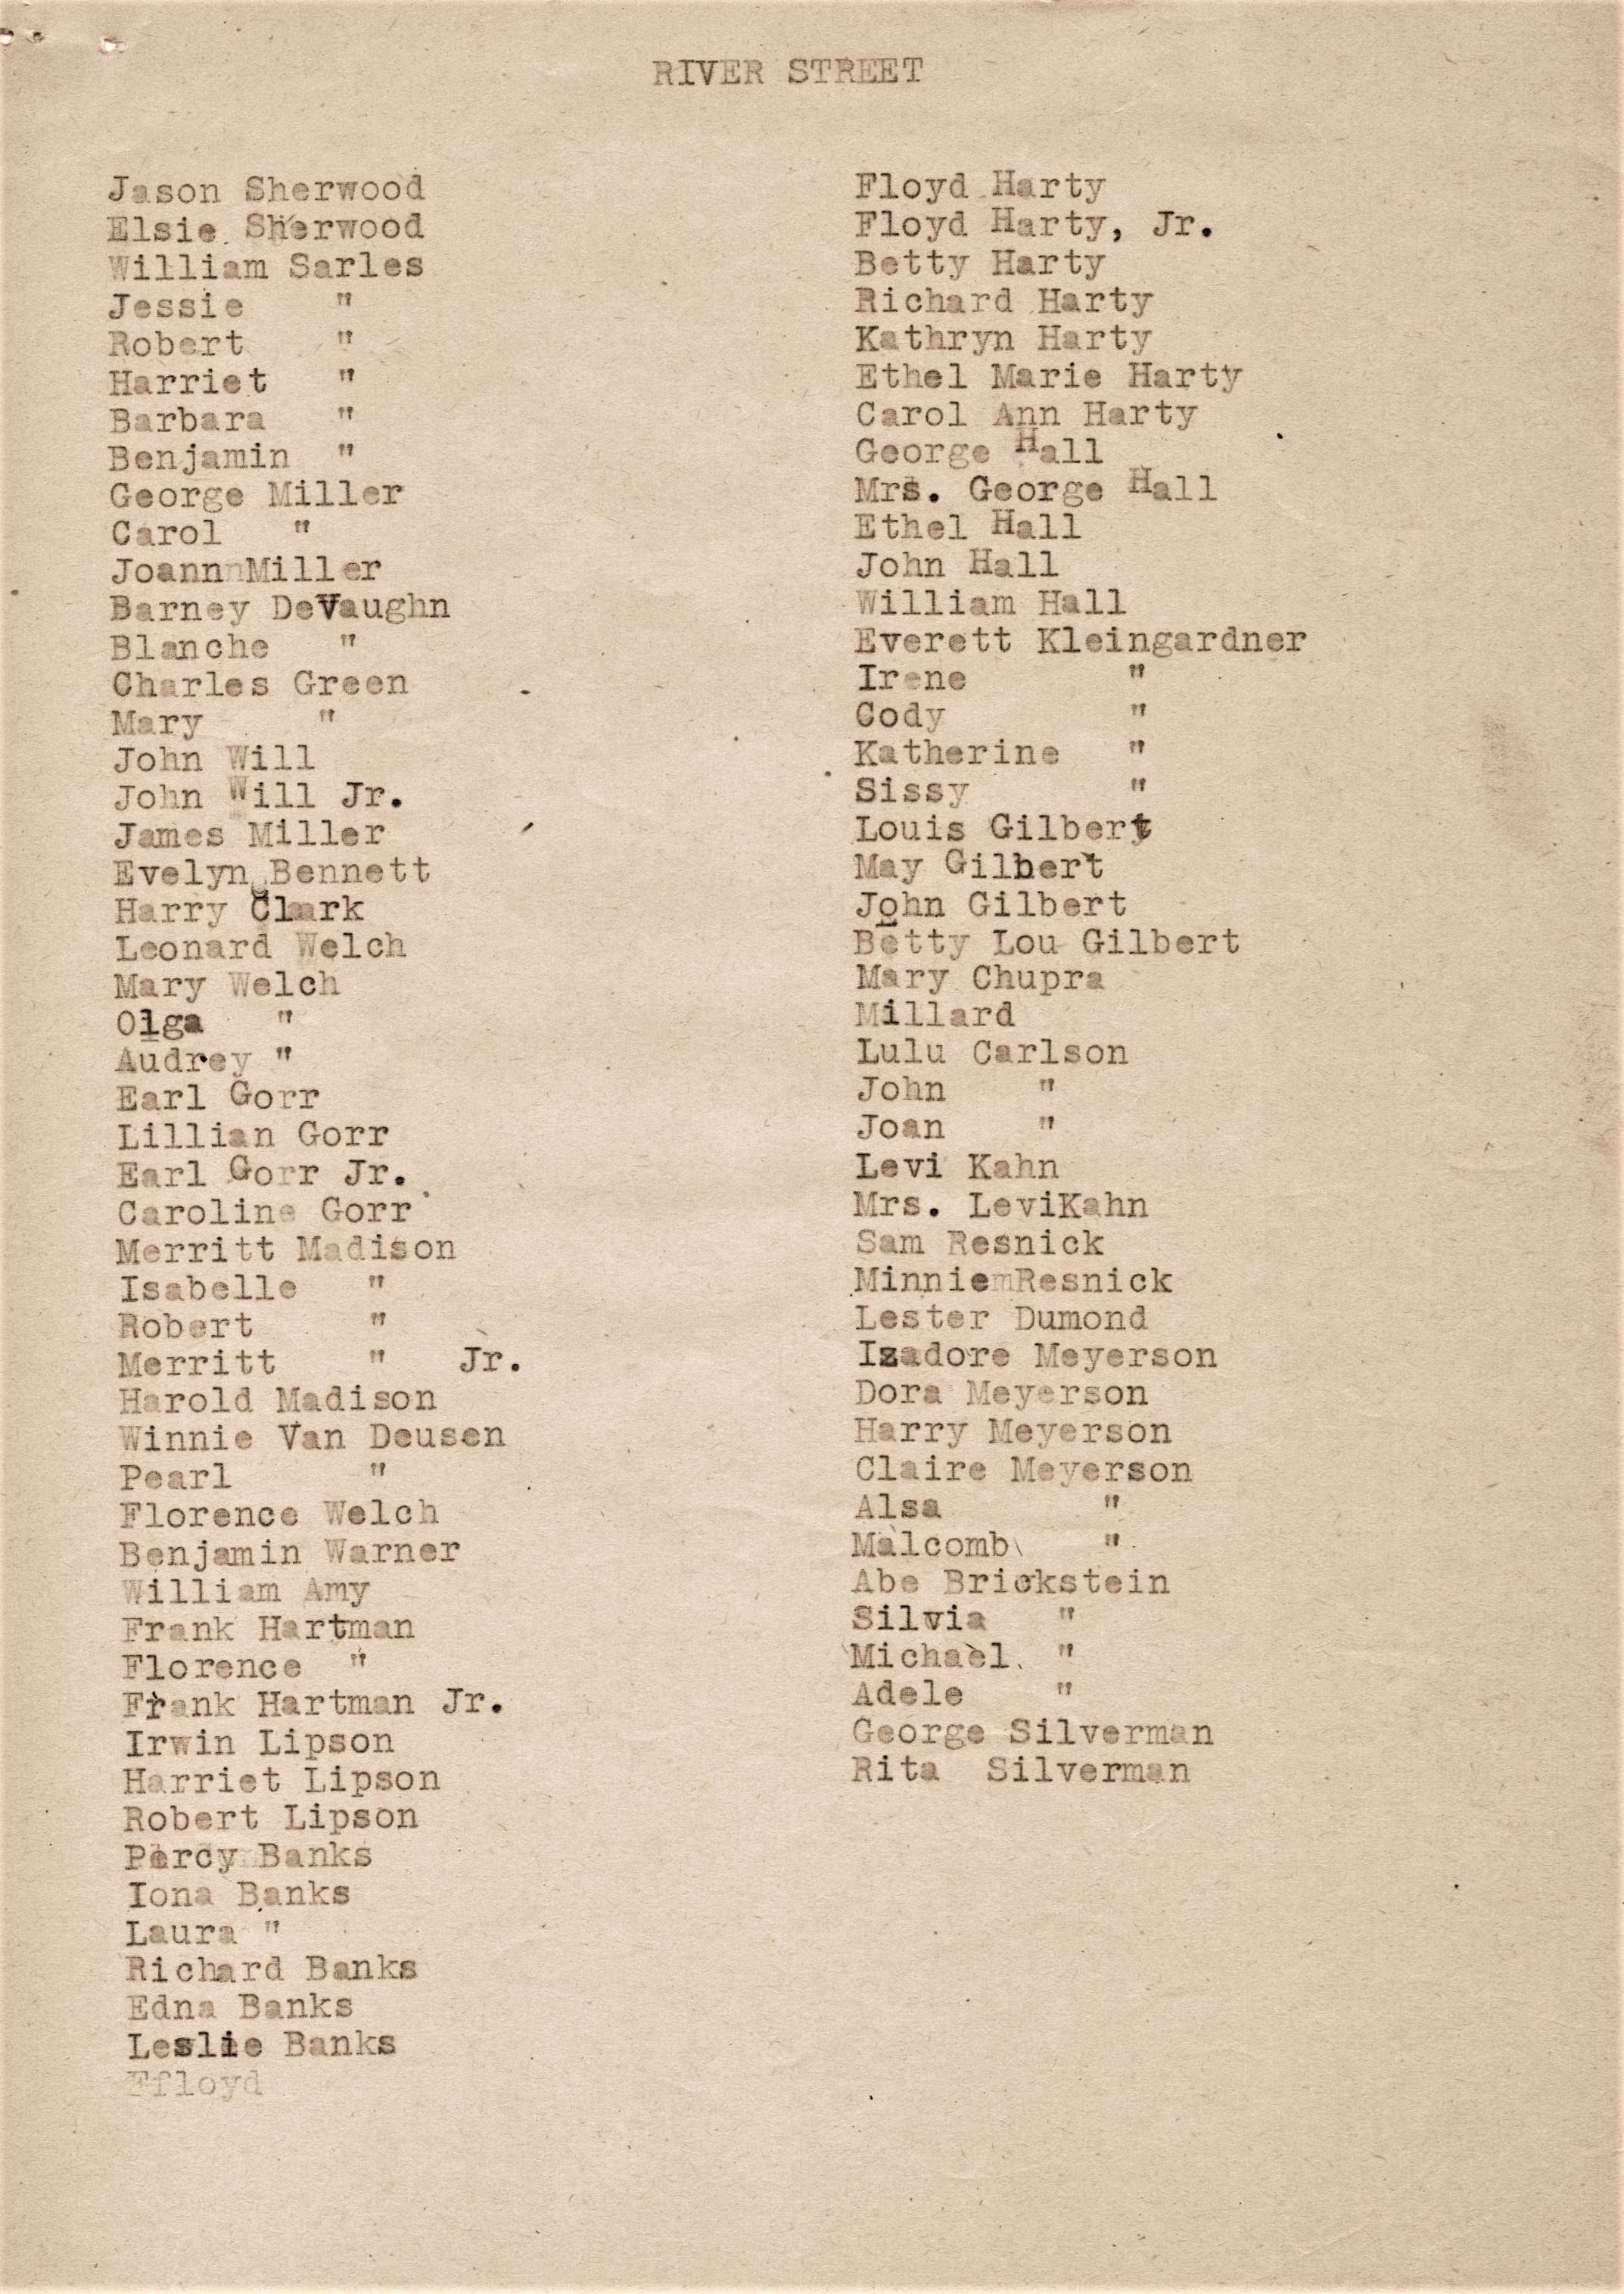 RIVER STREET
Jason Sherwood
Elsie Sherwood
William Sarles
Jessie "
Robert "
Harriet "
Barbara "
Benjamin "
George Miller
Carol "
Joann Miller
Barney DeVaughn
Blanche "
Charles Green
Mary "
John Will
John Will Jr.
James Miller
Evelyn Bennett
Harry Clark
Leonard Welch
Mary Welch
Olga "
Audrey "
Earl Gorr
Lillian Gorr
Earl Gorr Jr.
Caroline Gorr
Merritt Madison
Isabelle "
Robert "
Merritt " Jr.
Harold Madison
Winnie Van Deusen
Pearl "
Florence Welch
Benjamin Warner
William Amy
Frank Hartman
Florence "
Frank Hartman Jr.
Irwin Lipson
Harriet Lipson
Robert Lipson
Percy Banks
Iona Banks
Laura "
Richard Banks
Edna Banks
Leslie Banks
Ffloyd
Floyd Harty
Floyd Harty, Jr.
Betty Harty
Richard Harty
Kathryn Harty
Ethel Marie Harty
Carol Ann Harty
George Hall
Mrs. George Hall
Ethel Hall
John Hall
William Hall
Everett Kleingardner
Irene "
Cody "
Katherine "
Sissy "
Louis Gilbert
May Gilbert
John Gilbert
Betty Lou Gilbert
Mary Chupra
Millard
Lulu Carlson
John "
Joan "
Levi Kahn
Mrs. LeviKahn
Sam Resnick
MinniemResnick
Lester Dumond
Izadore Meyerson
Dora Meyerson
Harry Meyerson
Claire Meyerson
Alsa "
Malcomb "
Abe Brickstein
Silvia "
Michael "
Adele "
George Silverman
Rita Silverman